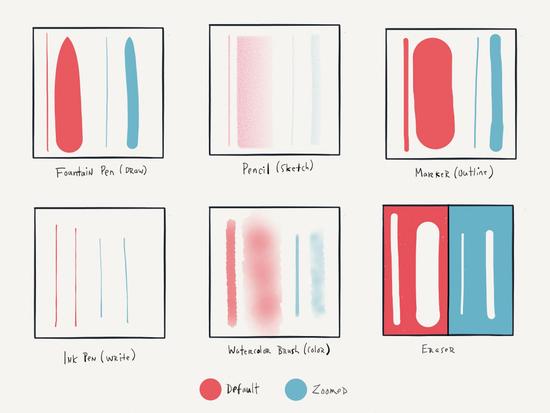 Fountain Pen (Draw)
Pencil (Sketch)
Marker (Outline)
Ink Pen (Write)
Watercolor Brush (Color)
Eraser
Default
Zoomed